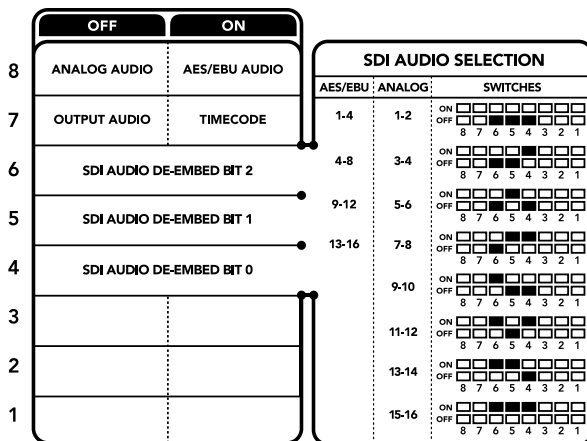 OFF ON
8 ANALOG AUDIO AES/EBU AUDIO
7 OUTPUT AUDIO TIMECODE
6 SDI AUDIO DE-EMBED BIT 2
5 SDI AUDIO DE-EMBED BIT 1
4 SDI AUDIO DE-EMBED BIT 0
3
2
1
SDI AUDIO SELECTION
AES/EBU ANALOG SWITCHES
1-4 1-2 ON
OFF
8 7 6 5 4 3 2 1
4-8 3-4 ON
OFF
8 7 6 5 4 3 2 1
9-12 5-6 ON
OFF
8 7 6 5 4 3 2 1
13-16 7-8 ON
OFF
8 7 6 5 4 3 2 1
9-10 ON
OFF
8 7 6 5 4 3 2 1
11-12 ON
OFF
8 7 6 5 4 3 2 1
13-14 ON
OFF
8 7 6 5 4 3 2 1
15-16 ON
OFF
8 7 6 5 4 3 2 1